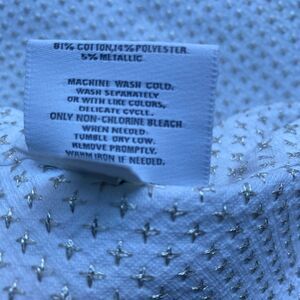 81% COTTON,14% POLYESTER
5% METALLIC
MACHINE WASH COLD.
WASH SEPARATELY
OR WITH LIKE COLORS,
DELICATE CYCLE.
ONLY NON-CHLORINE BLEACH
WHEN NEEDED.
TUMBLE DRY LOW.
REMOVE PROMPTLY.
WARM IRON IF NEEDED.